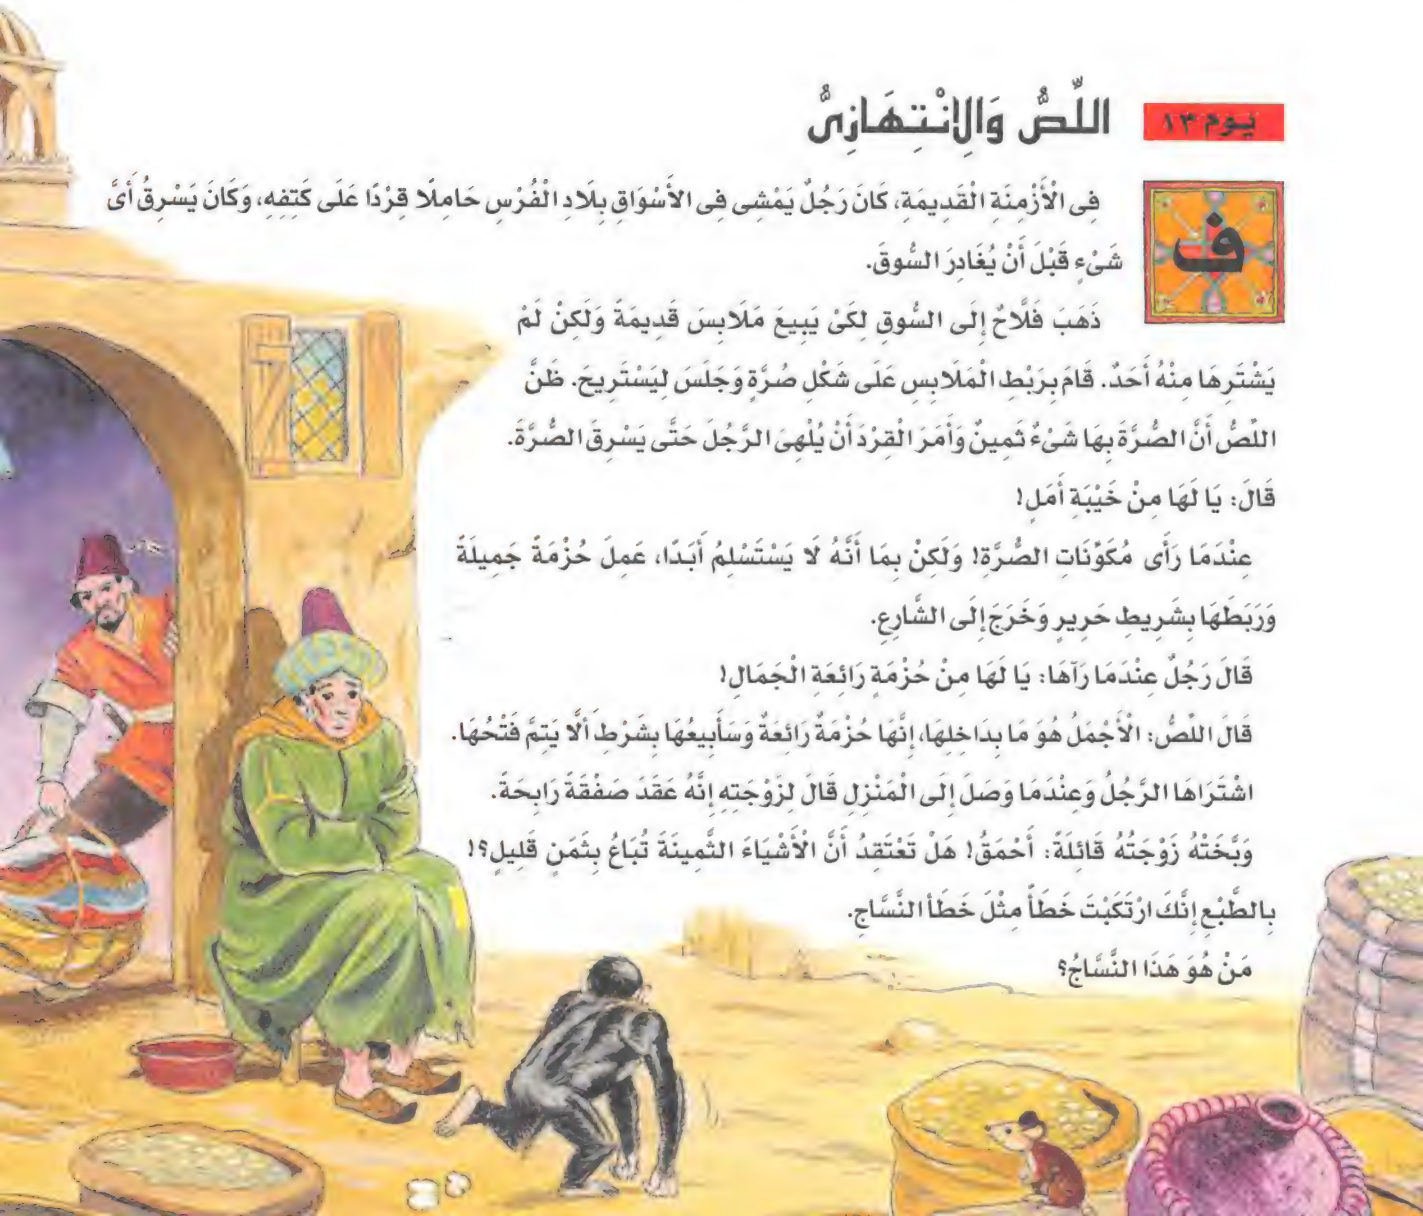 يوم ١٣
اللِّصُّ وَالِانْتِهَازِىُّ
ف
فِى الْأَزْمِنَةِ الْقَدِيمَةِ، كَانَ رَجُلٌ يَمْشِى فِى الأَسْوَاقِ بِلَادِ الْفُرْسِ حَامِلًا قِرْدًا عَلَى كَتِفِهِ، وَكَانَ يَسْرِقُ أَىَّ
شَىْءٍ قَبْلَ أَنْ يُغَادِرَ السُّوقَ.
ذَهَبَ فَلَّاحٌ إِلَى السُّوقِ لِكَىْ يَبِيعَ مَلَابِسَ قَدِيمَةً وَلَكِنْ لَمْ
يَشْتَرِهَا مِنْهُ أَحَدٌ. قَامَ بِرَبْطِ الْمَلَابِسِ عَلَى شَكْلِ صُرَّةٍ وَجَلَسَ لِيَسْتَرِيحَ. ظَنَّ
اللِّصُّ أَنَّ الصُّرَّةَ بِهَا شَىْءٌ ثَمِينٌ وَأَمَرَ الْقِرْدَ أَنْ يُلْهِىَ الرَّجُلَ حَتَّى يَسْرِقَ الصُّرَّةَ.
قَالَ: يَا لَهَا مِنْ خَيْبَةِ أَمَلٍ!
عِنْدَمَا رَأَى مُكَوِّنَاتِ الصُّرَّةِ! وَلَكِنْ بِمَا أَنَّهُ لَا يَسْتَسْلِمُ أَبَدًا، عَمِلَ حُزْمَةً جَمِيلَةً
وَرَبَطَهَا بِشَرِيطِ حَرِيرٍ وَخَرَجَ إِلَى الشَّارِعِ.
قَالَ رَجُلٌ عِنْدَمَا رَآهَا: يَا لَهَا مِنْ حُزْمَةٍ رَائِعَةِ الْجَمَالِ!
قَالَ اللِّصُّ: الْأَجْمَلُ هُوَ مَا بِدَاخِلِهَا، إِنَّهَا حُزْمَةٌ رَائِعَةٌ وَسَأَبِيعُهَا بِشَرْطِ أَلَّا يَتِمَّ فَتْحُهَا.
اشْتَرَاهَا الرَّجُلُ وَعِنْدَمَا وَصَلَ إِلَى الْمَنْزِلِ قَالَ لِزَوْجَتِهِ إِنَّهُ عَقَدَ صَفْقَةً رَابِحَةً.
وَبَّخَتْهُ زَوْجَتُهُ قَائِلَةً: أَحْمَقُ! هَلْ تَعْتَقِدُ أَنَّ الْأَشْيَاءَ الثَّمِينَةَ تُبَاعُ بِثَمَنٍ قَلِيلٍ؟!
بِالطَّبْعِ إِنَّكَ ارْتَكَبْتَ خَطَأً مِثْلَ خَطَأ النَّسَّاجِ.
مَنْ هُوَ هَذَا النَّسَّاجُ؟